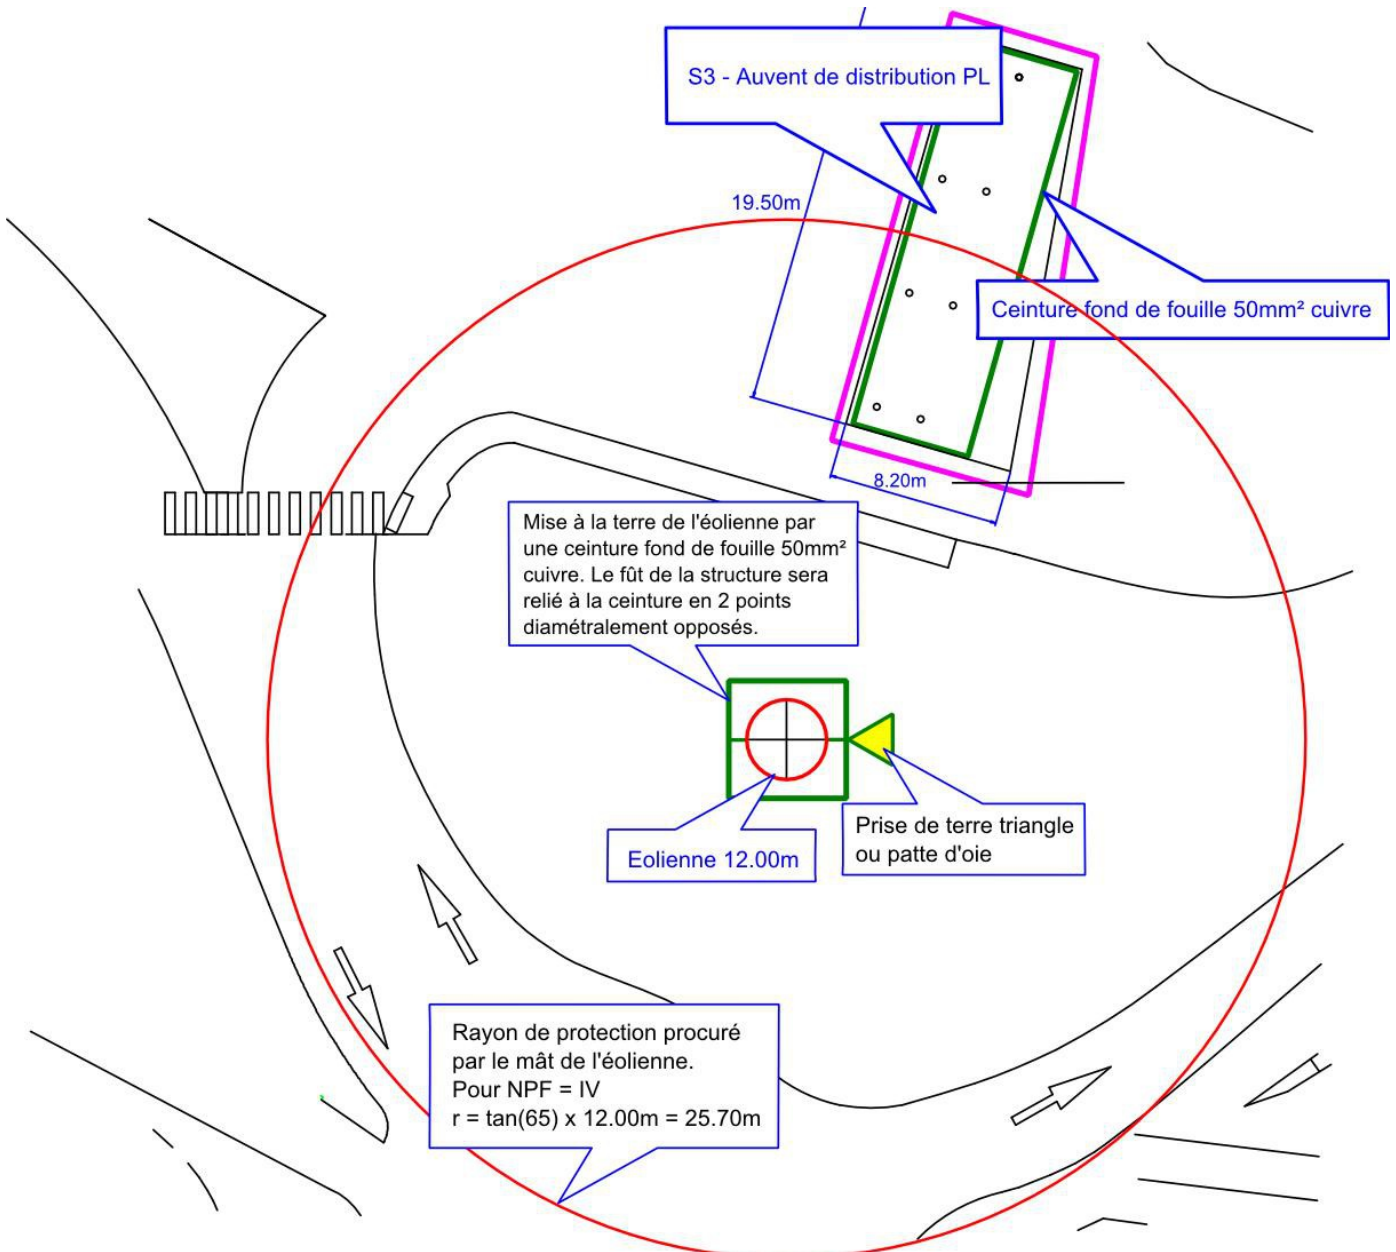 S3 - Auvent de distribution PL
19.50m
Ceinture fond de fouille 50mm² cuivre
8.20m
Mise à la terre de l'éolienne par
une ceinture fond de fouille 50mm²
cuivre. Le fût de la structure sera
relié à la ceinture en 2 points
diamétralement opposés.
Prise de terre triangle
ou patte d'oie
Eolienne 12.00m
Rayon de protection procuré
par le mât de l'éolienne.
Pour NPF = IV
r = tan(65) x 12.00m = 25.70m